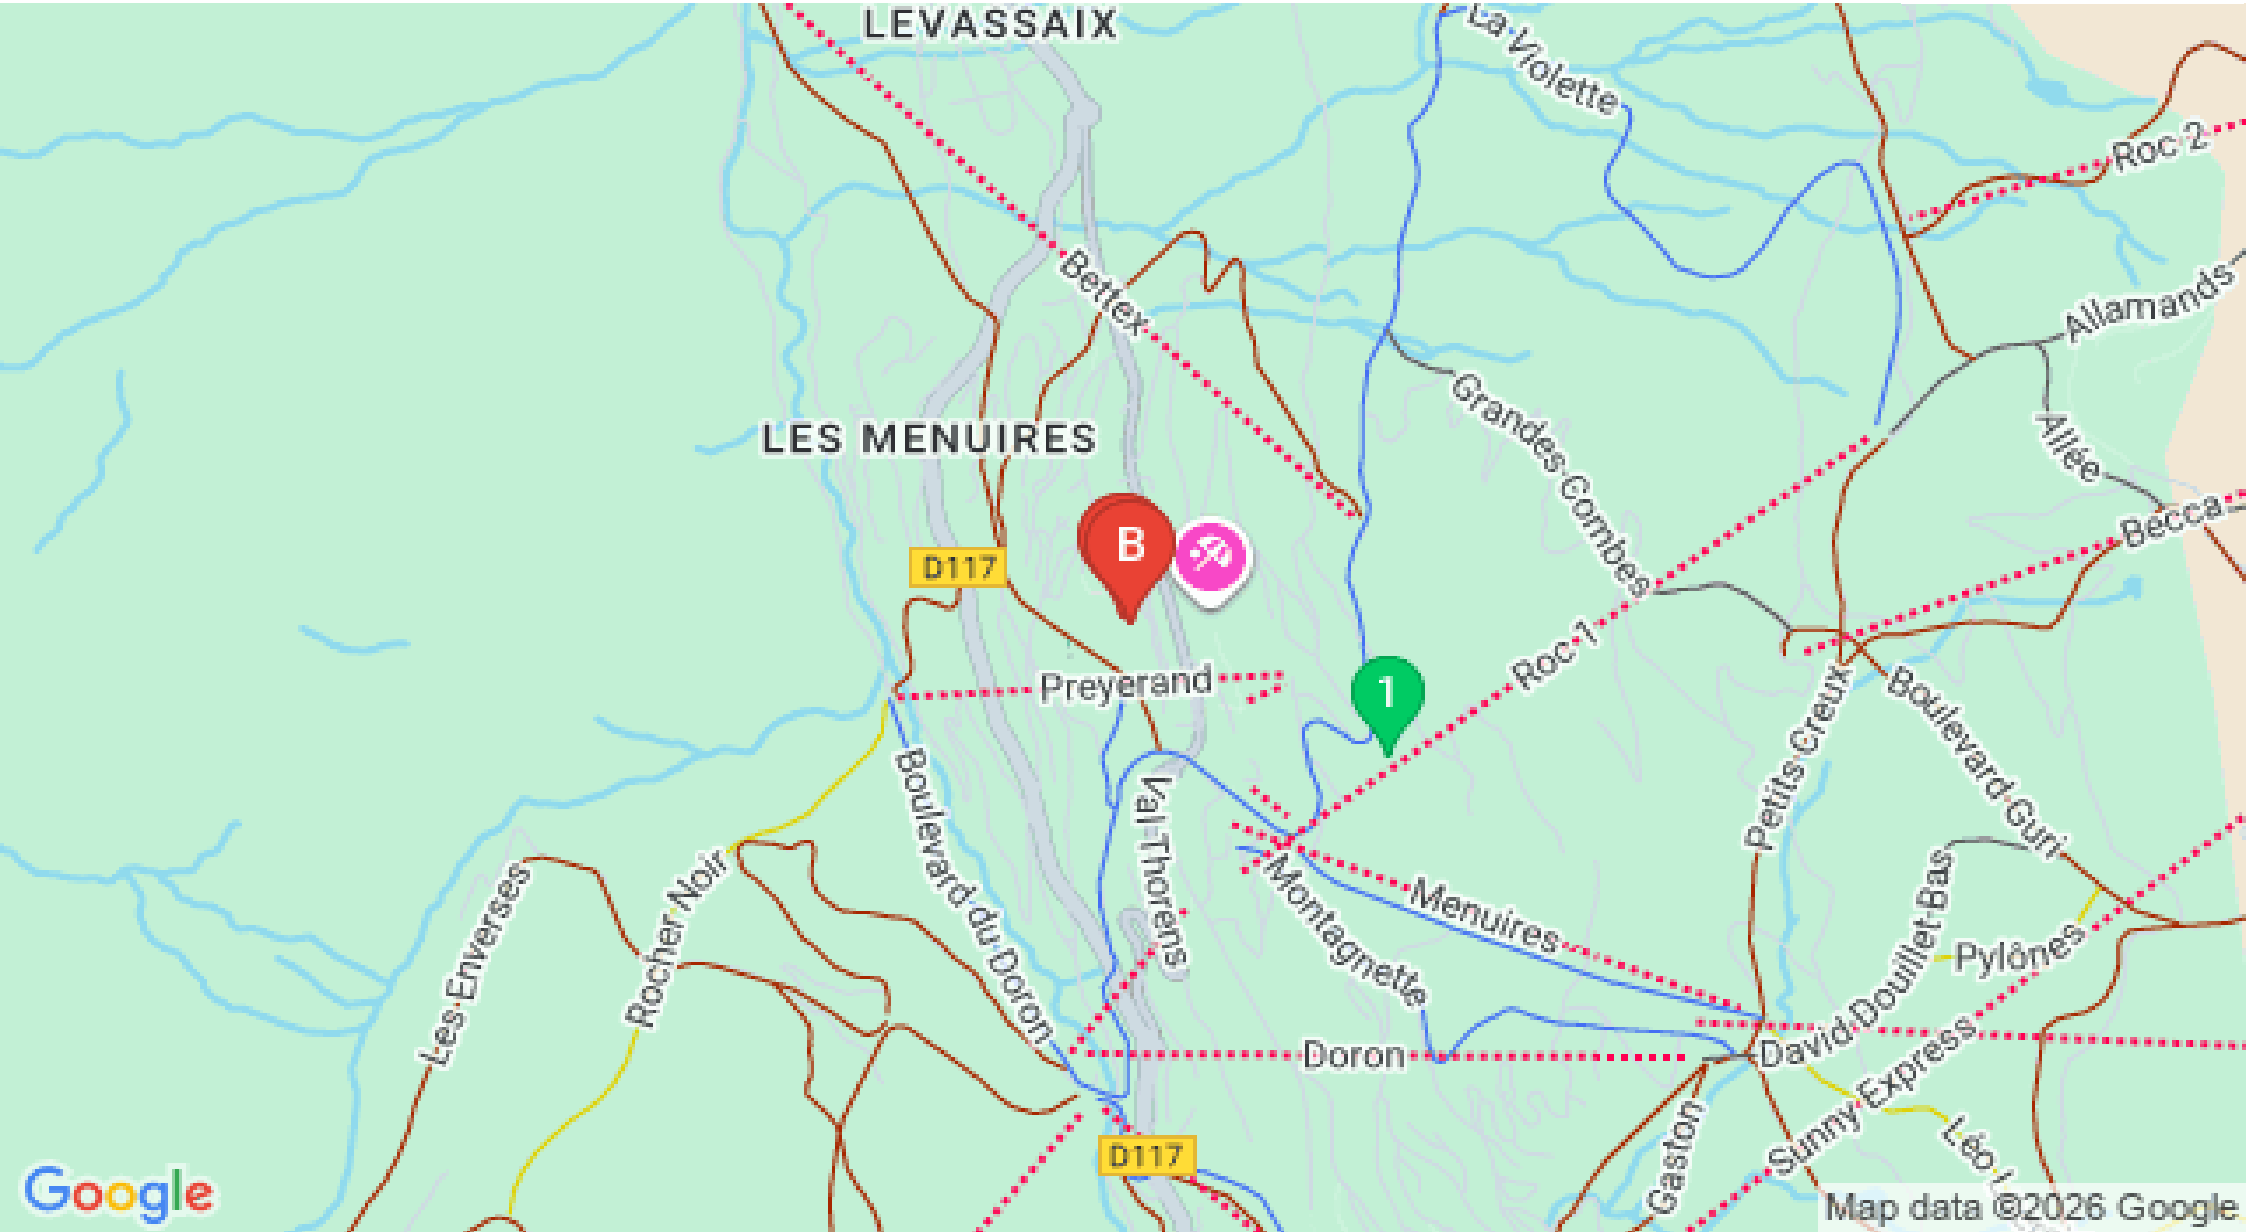 LEVASSAIX
La Violette
Roc 2
Bettex
Allamands
Grandes Combes
Allée
LES MENUIRES
Becca
B
D117
Roc 1
Preyerand
1
Boulevard Guri
Petits Creux
Boulevard du Doron
Val Thorens
Montagnette
Menuires
Les Enverses
Rocher Noir
David Douillet Bas
Pylônes
Doron
Sunny Express
Gaston
Léo
D117
Google
Map data ©2026 Google